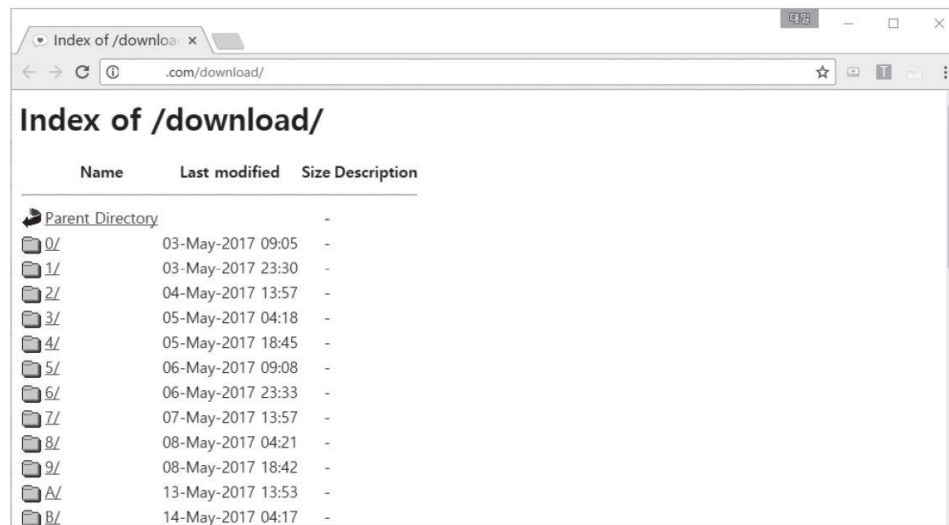 태일
Index of /downloa
.com/download/
Index of /download/
Name Last modified Size Description
Parent Directory -
0/ 03-May-2017 09:05 -
1/ 03-May-2017 23:30 -
2/ 04-May-2017 13:57 -
3/ 05-May-2017 04:18 -
4/ 05-May-2017 18:45 -
5/ 06-May-2017 09:08 -
6/ 06-May-2017 23:33 -
7/ 07-May-2017 13:57 -
8/ 08-May-2017 04:21 -
9/ 08-May-2017 18:42 -
A/ 13-May-2017 13:53 -
B/ 14-May-2017 04:17 -